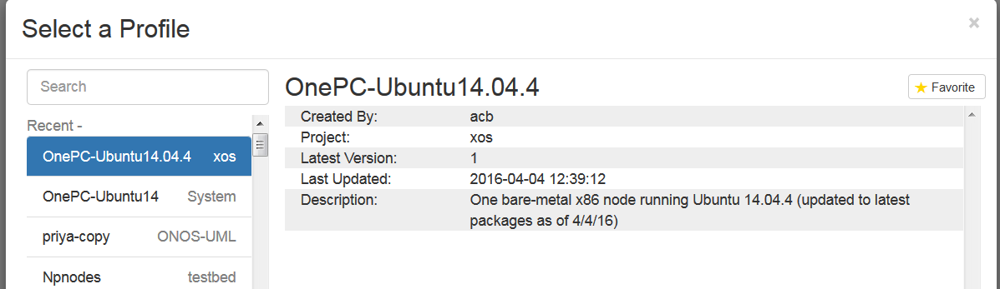 Select a Profile
×
Search
Recent -
OnePC-Ubuntu14.04.4 xos
OnePC-Ubuntu14 System
priya-copy ONOS-UML
Npnodes testbed
OnePC-Ubuntu14.04.4
Favorite
Created By: acb
Project: xos
Latest Version: 1
Last Updated: 2016-04-04 12:39:12
Description: One bare-metal x86 node running Ubuntu 14.04.4 (updated to latest
packages as of 4/4/16)